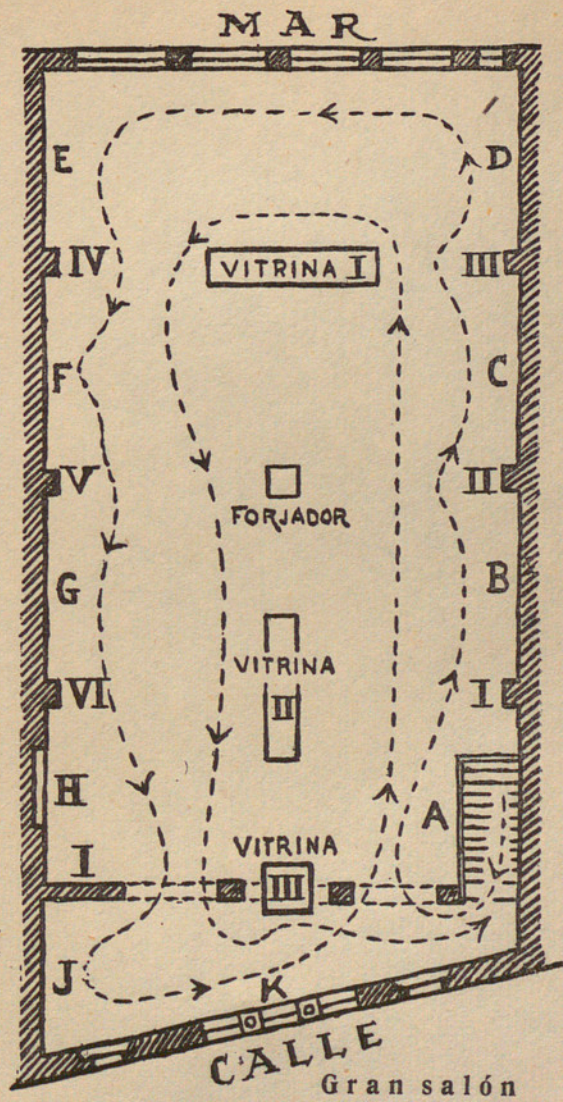 MAR
E
D
IV
VITRINA I
III
F
C
V
FORJADOR
II
G
B
VITRINA
II
VI
I
H
A
I
VITRINA
III
J
K
CALLE
Gran salón